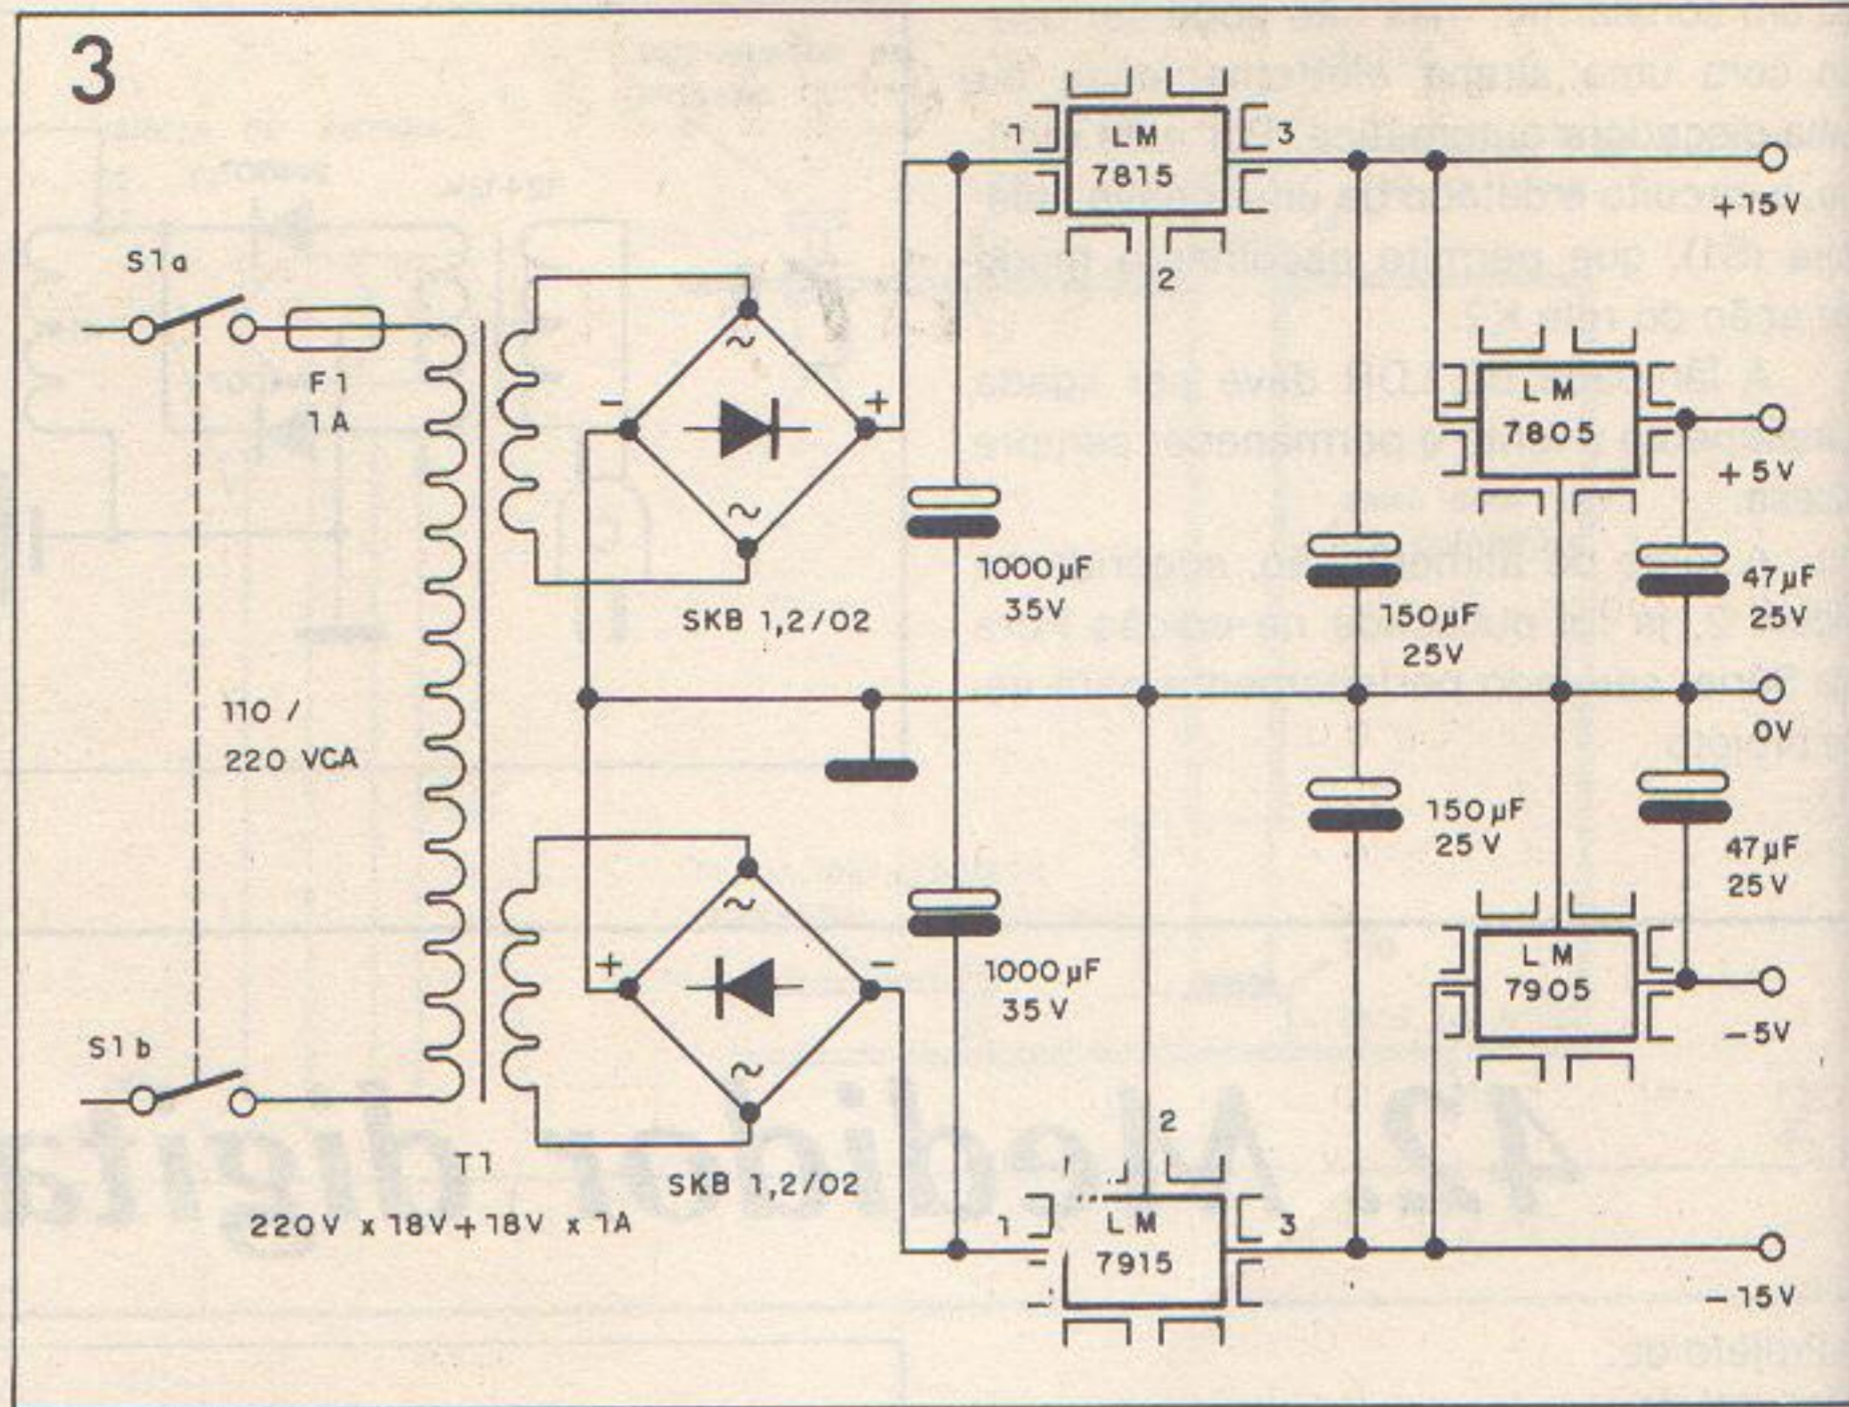 3
S1a
F1
1A
110 /
220 VCA
S1b
T1
220V x 18V + 18V x 1A
~
-
+
~
SKB 1,2/02
~
+
-
~
SKB 1,2/02
1000µF
35V
1000µF
35V
1
LM
7815
3
2
150µF
25V
150µF
25V
2
1
LM
7915
3
LM
7805
47µF
25V
47µF
25V
LM
7905
+15V
+5V
0V
-5V
-15V